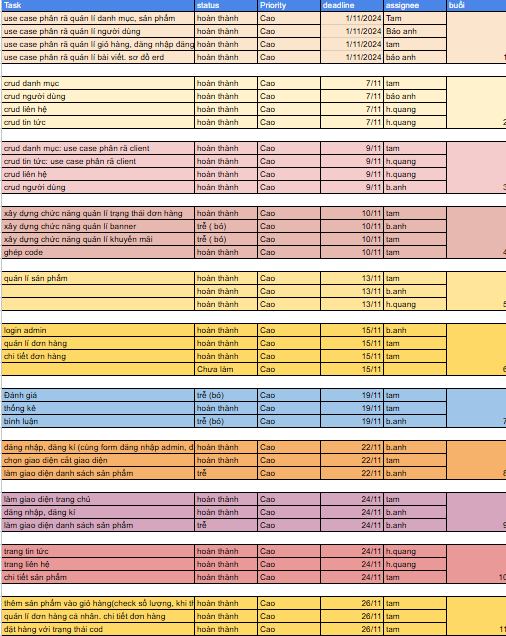 Task status Priority deadline assignee buổi
use case phân rã quản lí danh mục, sản phẩm hoàn thành Cao 1/11/2024 Tam
use case phân rã quản lí người dùng hoàn thành Cao 1/11/2024 Bảo anh
use case phân rã quản lí giỏ hàng, đăng nhập đăng hoàn thành Cao 1/11/2024 tam
use case phân rã quản lí bài viết. sơ đồ erd hoàn thành Cao 1/11/2024 bảo anh 1
crud danh mục hoàn thành Cao 7/11 tam
crud người dùng hoàn thành Cao 7/11 bảo anh
crud liên hệ hoàn thành Cao 7/11 h.quang
crud tin tức hoàn thành Cao 7/11 h.quang 2
crud danh mục: use case phân rã client hoàn thành Cao 9/11 tam
crud tin tức: use case phân rã client hoàn thành Cao 9/11 h.quang
crud liên hệ hoàn thành Cao 9/11 h.quang
crud người dùng hoàn thành Cao 9/11 b.anh 3
xây dựng chức năng quản lí trạng thái đơn hàng hoàn thành Cao 10/11 tam
xây dựng chức năng quản lí banner trễ ( bỏ) Cao 10/11 b.anh
xây dựng chức năng quản lí khuyến mãi trễ ( bỏ) Cao 10/11 tam
ghép code hoàn thành Cao 10/11 tam 4
quản lí sản phẩm hoàn thành Cao 13/11 tam
hoàn thành Cao 13/11 b.anh
hoàn thành Cao 13/11 h.quang 5
login admin hoàn thành Cao 15/11 b.anh
quản lí đơn hàng hoàn thành Cao 15/11 tam
chi tiết đơn hàng hoàn thành Cao 15/11 tam
Chưa làm Cao 15/11 6
Đánh giá trễ (bỏ) Cao 19/11 tam
thống kê hoàn thành Cao 19/11 tam
bình luận trễ (bỏ) Cao 19/11 b.anh 7
đăng nhập, đăng kí (cùng form đăng nhập admin, đ hoàn thành Cao 22/11 b.anh
chọn giao diện cắt giao diện hoàn thành Cao 22/11 tam
làm giao diện danh sách sản phẩm trễ Cao 22/11 b.anh 8
làm giao diện trang chủ hoàn thành Cao 24/11 tam
đăng nhập, đăng kí hoàn thành Cao 24/11 b.anh
làm giao diện danh sách sản phẩm trễ Cao 24/11 b.anh 9
trang tin tức hoàn thành Cao 24/11 h.quang
trang liên hệ hoàn thành Cao 24/11 h.quang
chi tiết sản phẩm hoàn thành Cao 24/11 tam 10
thêm sản phẩm vào giỏ hàng(check số lượng, khi th hoàn thành Cao 26/11 tam
quản lí đơn hàng cá nhân. chi tiết đơn hàng hoàn thành Cao 26/11 tam
đặt hàng với trạng thái cod hoàn thành Cao 26/11 tam 11